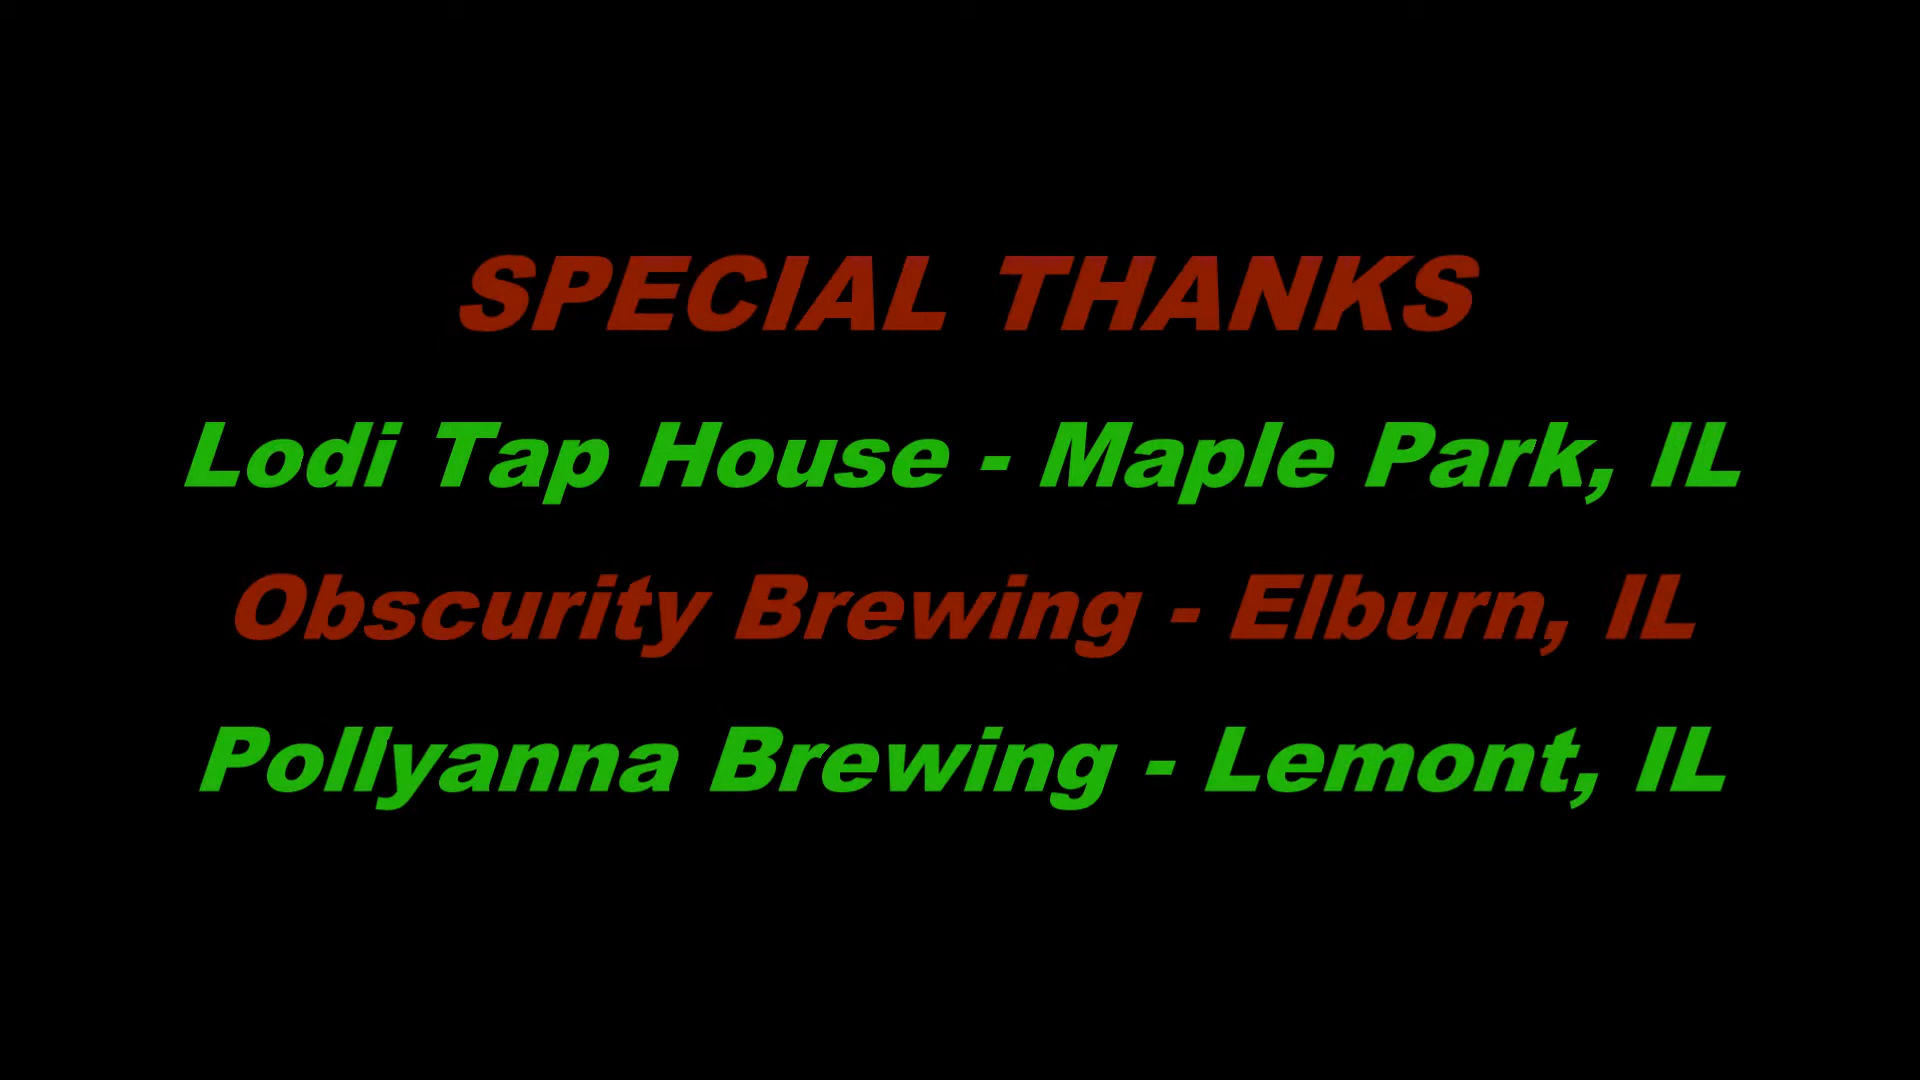 SPECIAL THANKS
Lodi Tap House - Maple Park, IL
Obscurity Brewing - Elburn, IL
Pollyanna Brewing - Lemont, IL